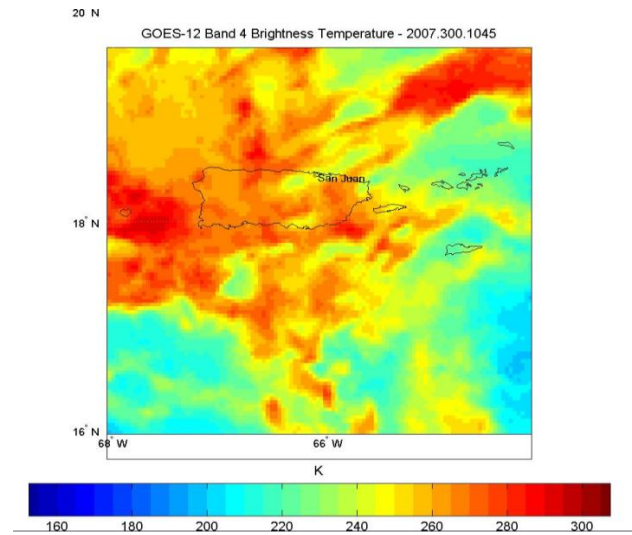 20° N
GOES-12 Band 4 Brightness Temperature - 2007.300.1045
San Juan
18° N
16° N
68° W 66° W
K
160 180 200 220 240 260 280 300